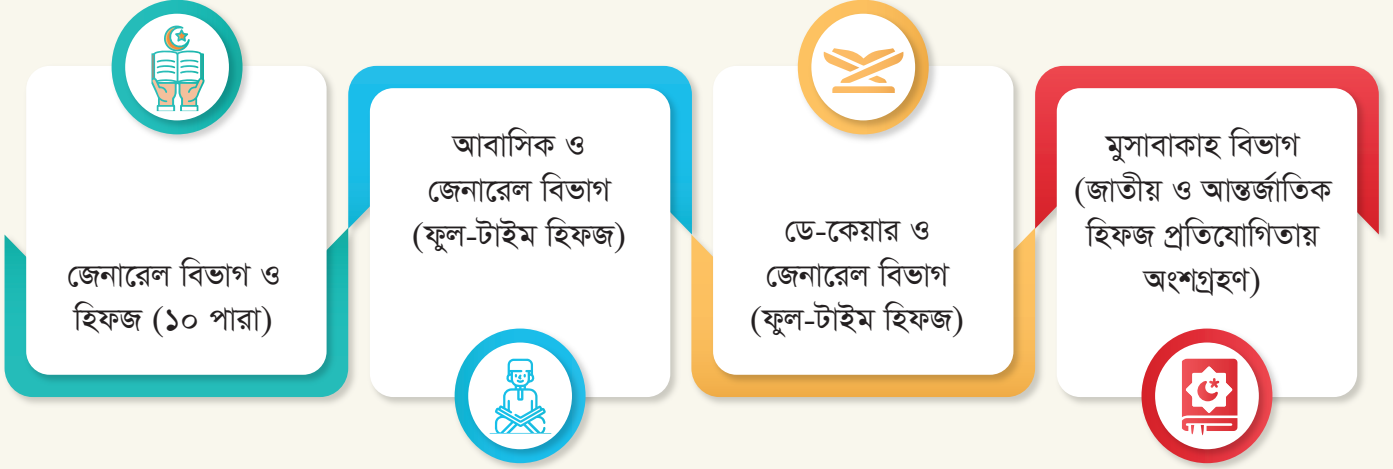 জেনারেল বিভাগ ও
হিফজ (১০ পারা)
আবাসিক ও
জেনারেল বিভাগ
(ফুল-টাইম হিফজ)
ডে-কেয়ার ও
জেনারেল বিভাগ
(ফুল-টাইম হিফজ)
মুসাবাকাহ বিভাগ
(জাতীয় ও আন্তর্জাতিক
হিফজ প্রতিযোগিতায়
অংশগ্রহণ)